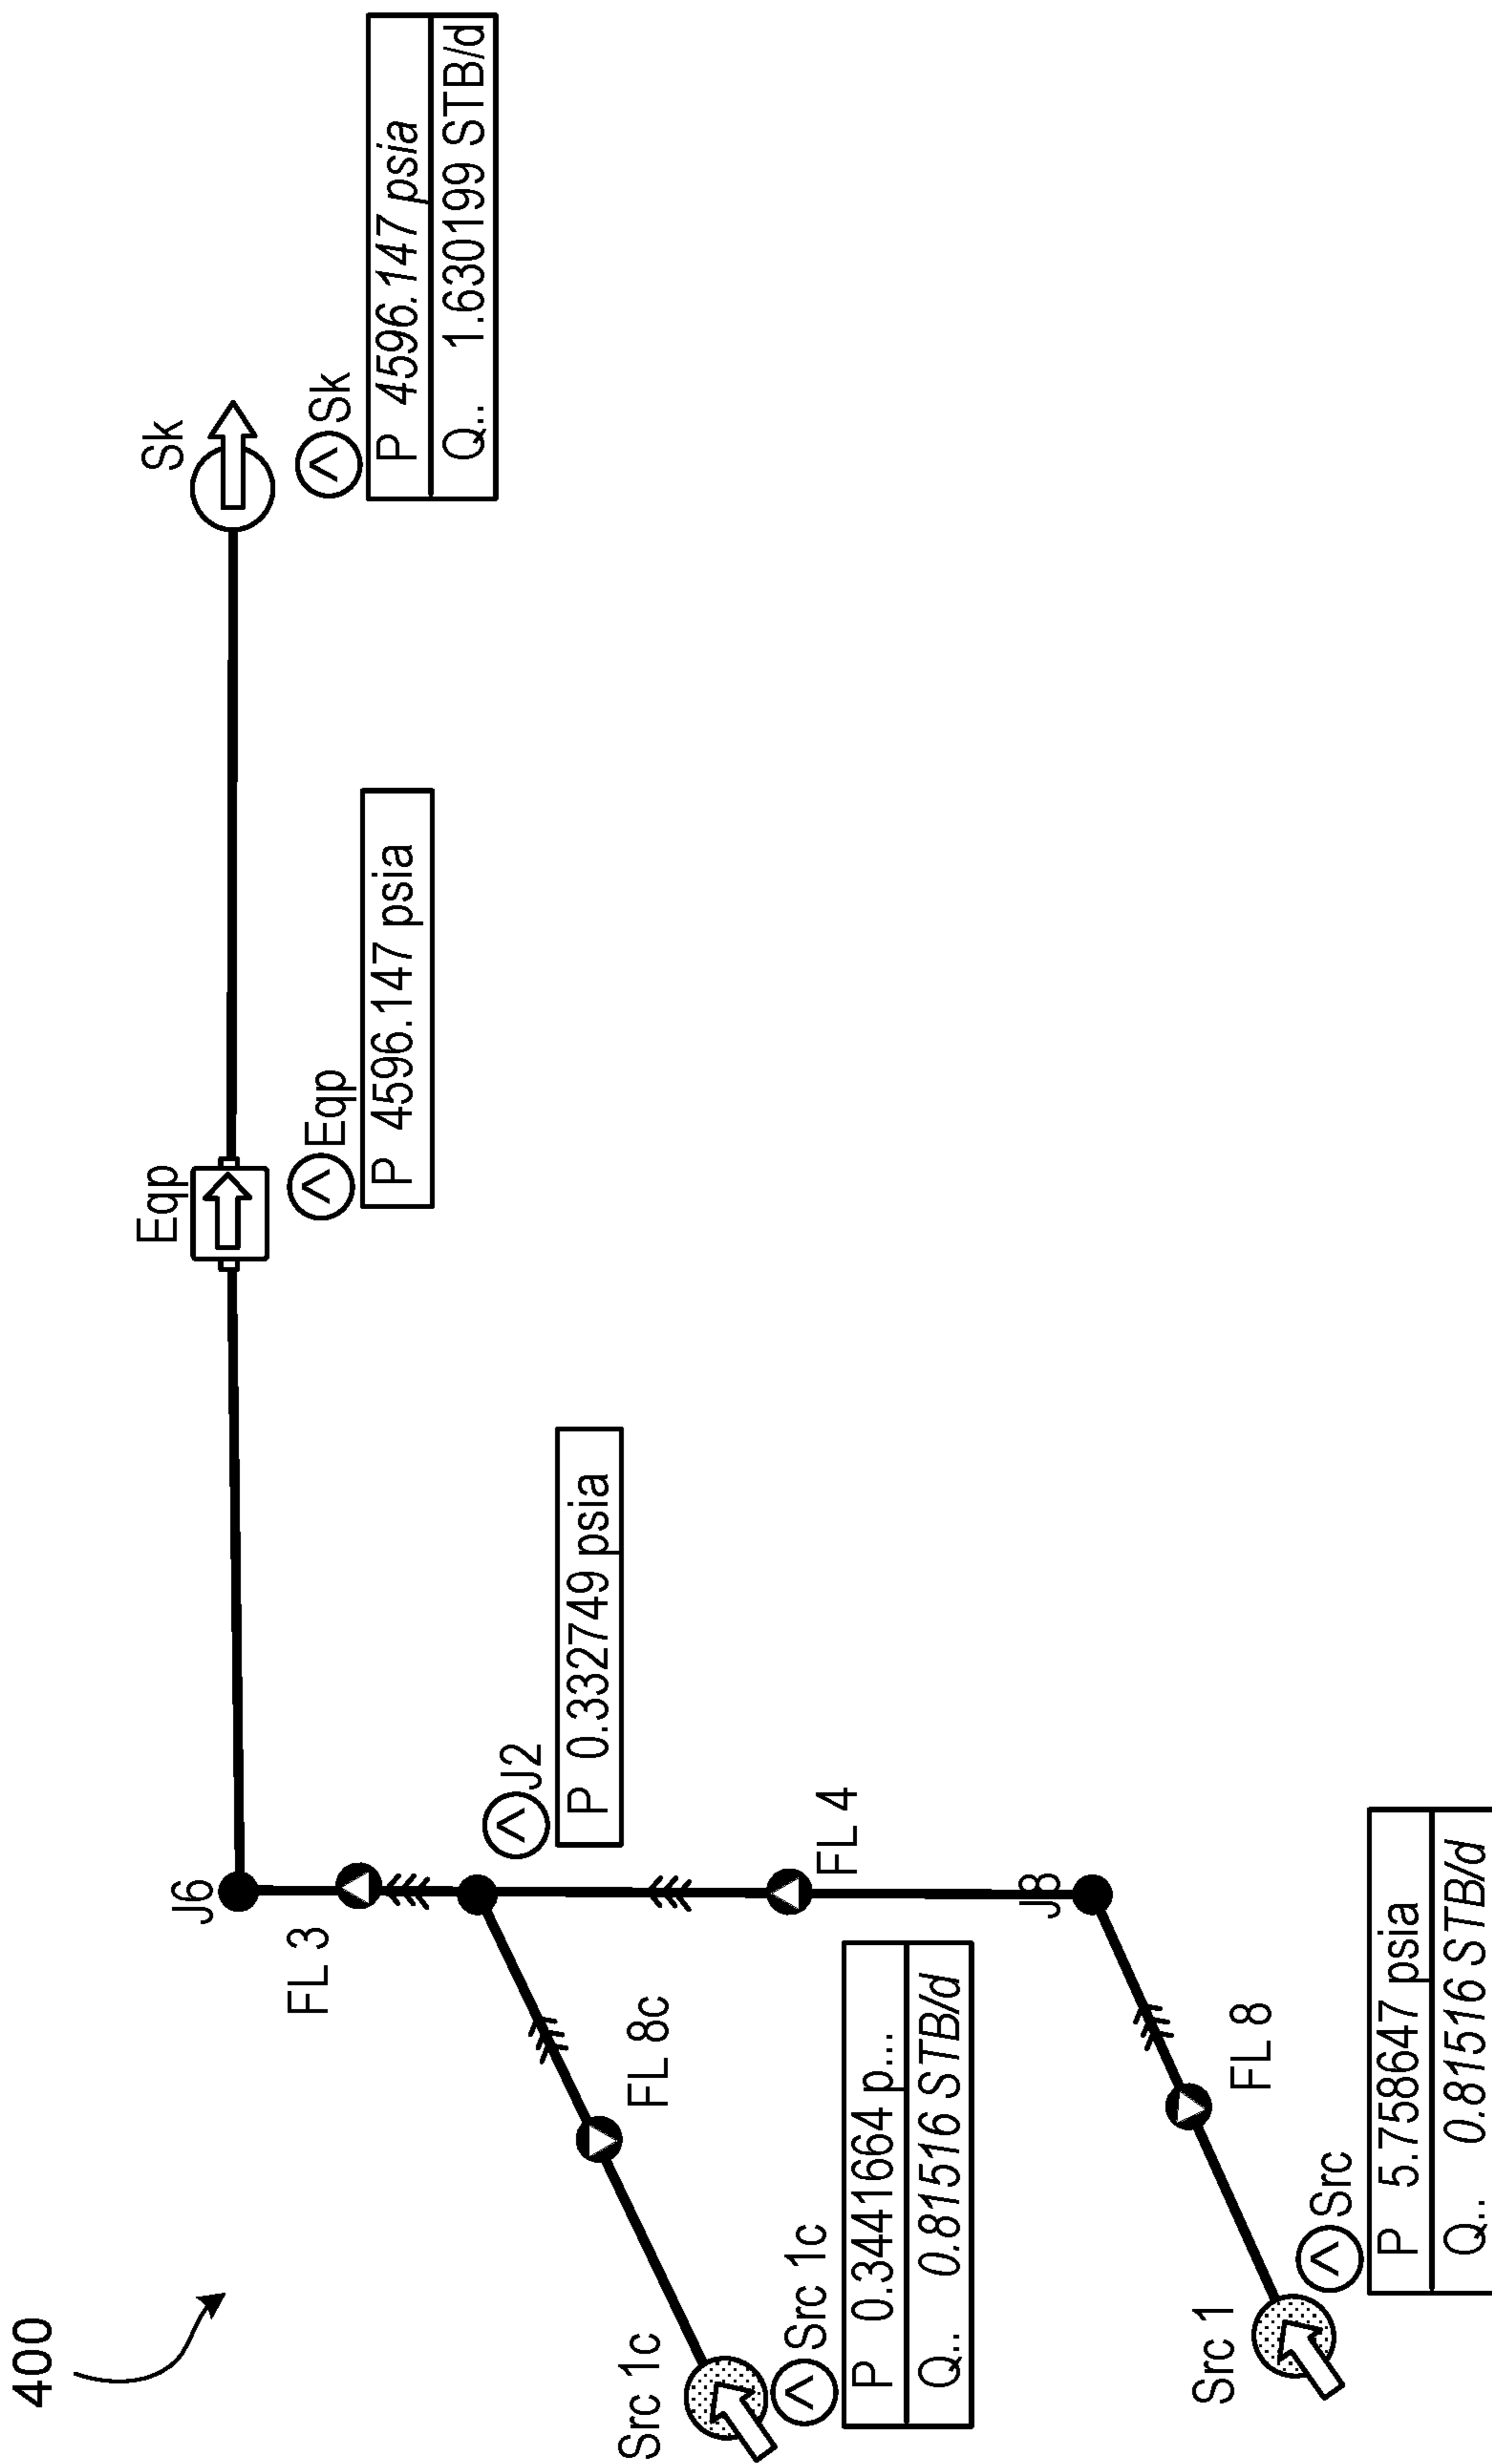 400
Sk
Sk
P 4596.147 psia
Q.. 1.630199 STB/d
Eqp
Eqp
P 4596.147 psia
J6
FL 3
J2
P 0.332749 psia
FL 8c
FL 4
Src 1c
Src 1c
P 0.3441664 p...
Q.. 0.81516 STB/d
J8
FL 8
Src 1
Src
P 5.758647 psia
Q.. 0.81516 STB/d